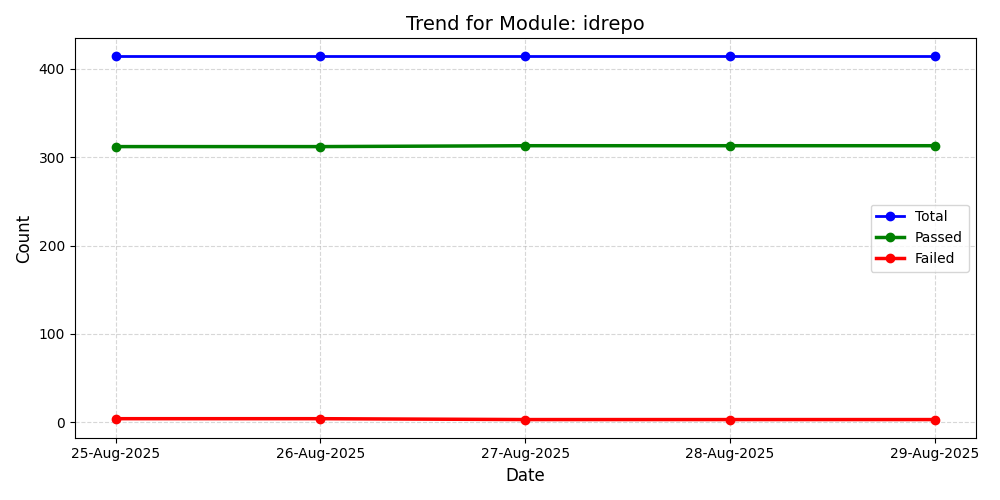 Trend for Module: idrepo
Count
400
300
200
100
0
Total
Passed
Failed
25-Aug-2025
26-Aug-2025
27-Aug-2025
28-Aug-2025
29-Aug-2025
Date